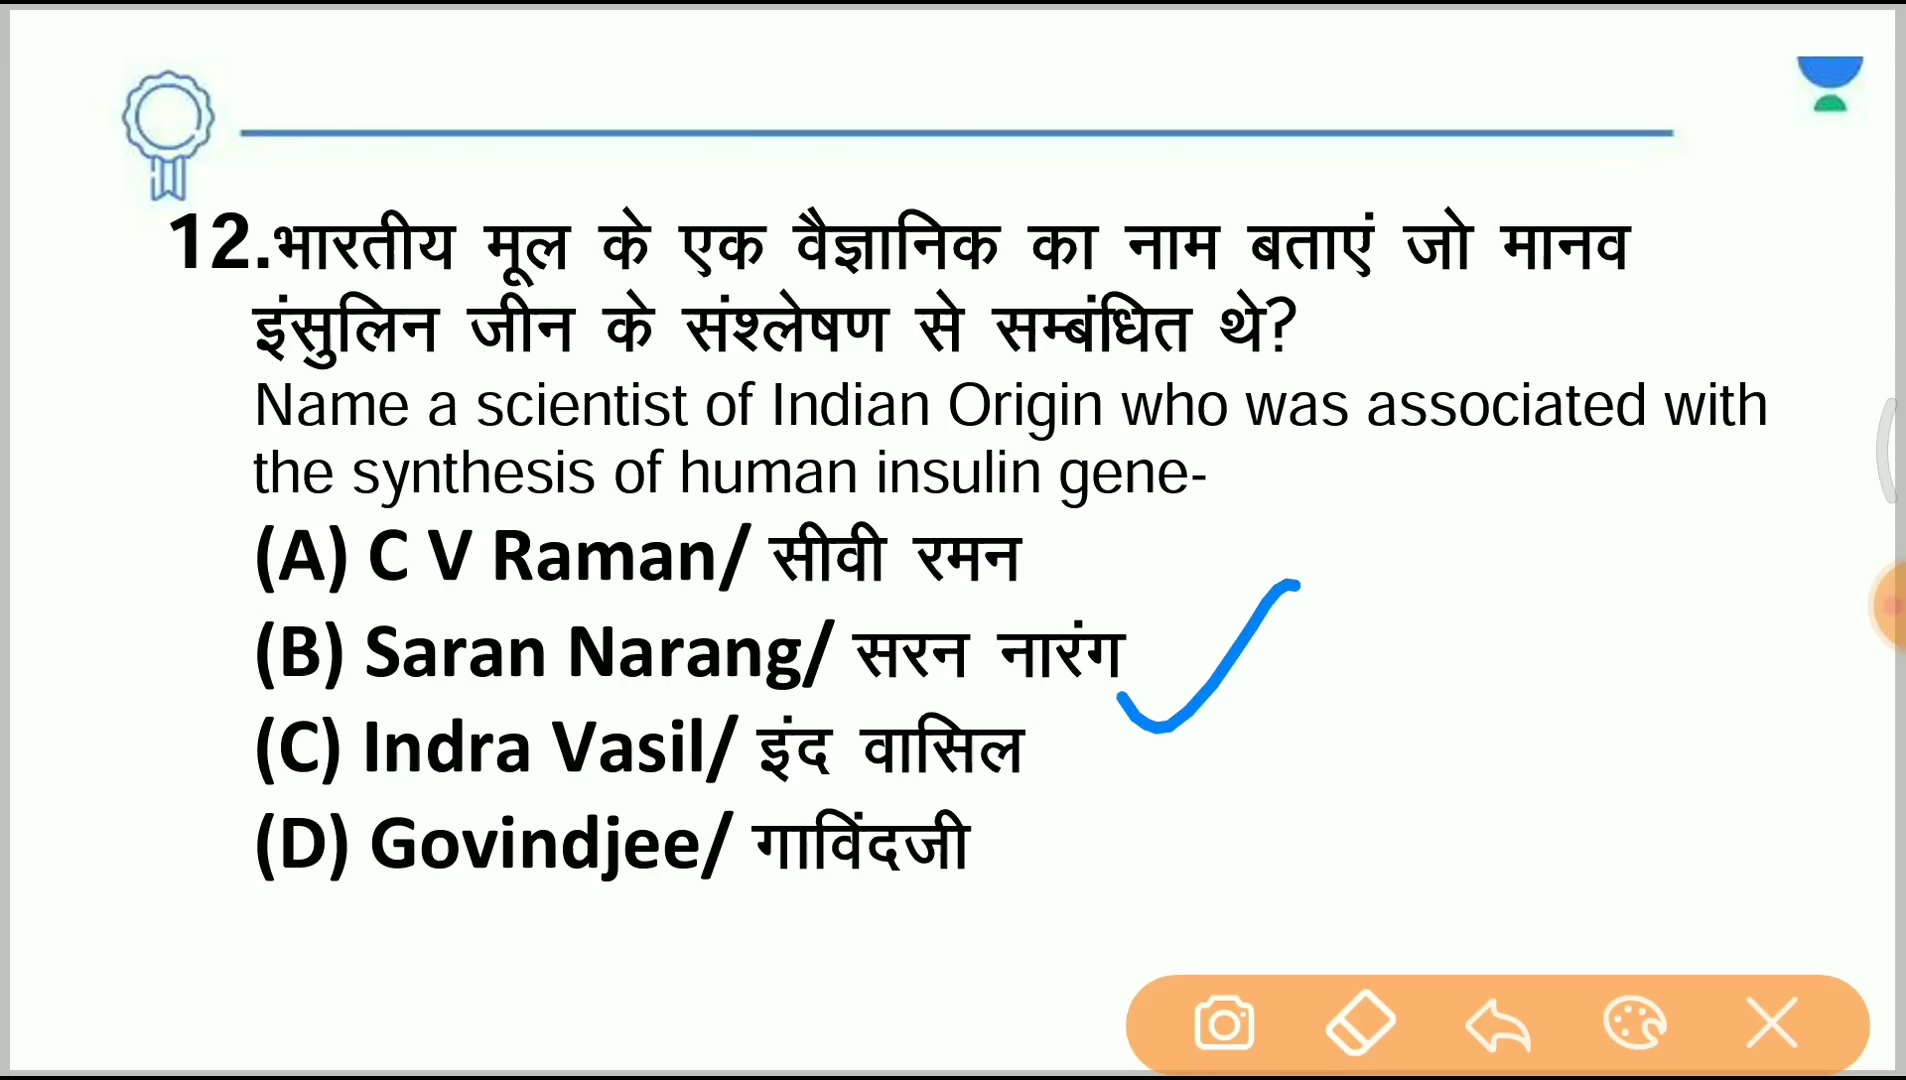 12.भारतीय मूल के एक वैज्ञानिक का नाम बताएं जो मानव
इंसुलिन जीन के संश्लेषण से सम्बंधित थे?
Name a scientist of Indian Origin who was associated with
the synthesis of human insulin gene-
(A) C V Raman/ सीवी रमन
(B) Saran Narang/ सरन नारंग
(C) Indra Vasil/ इंद वासिल
(D) Govindjee/ गाविंदजी